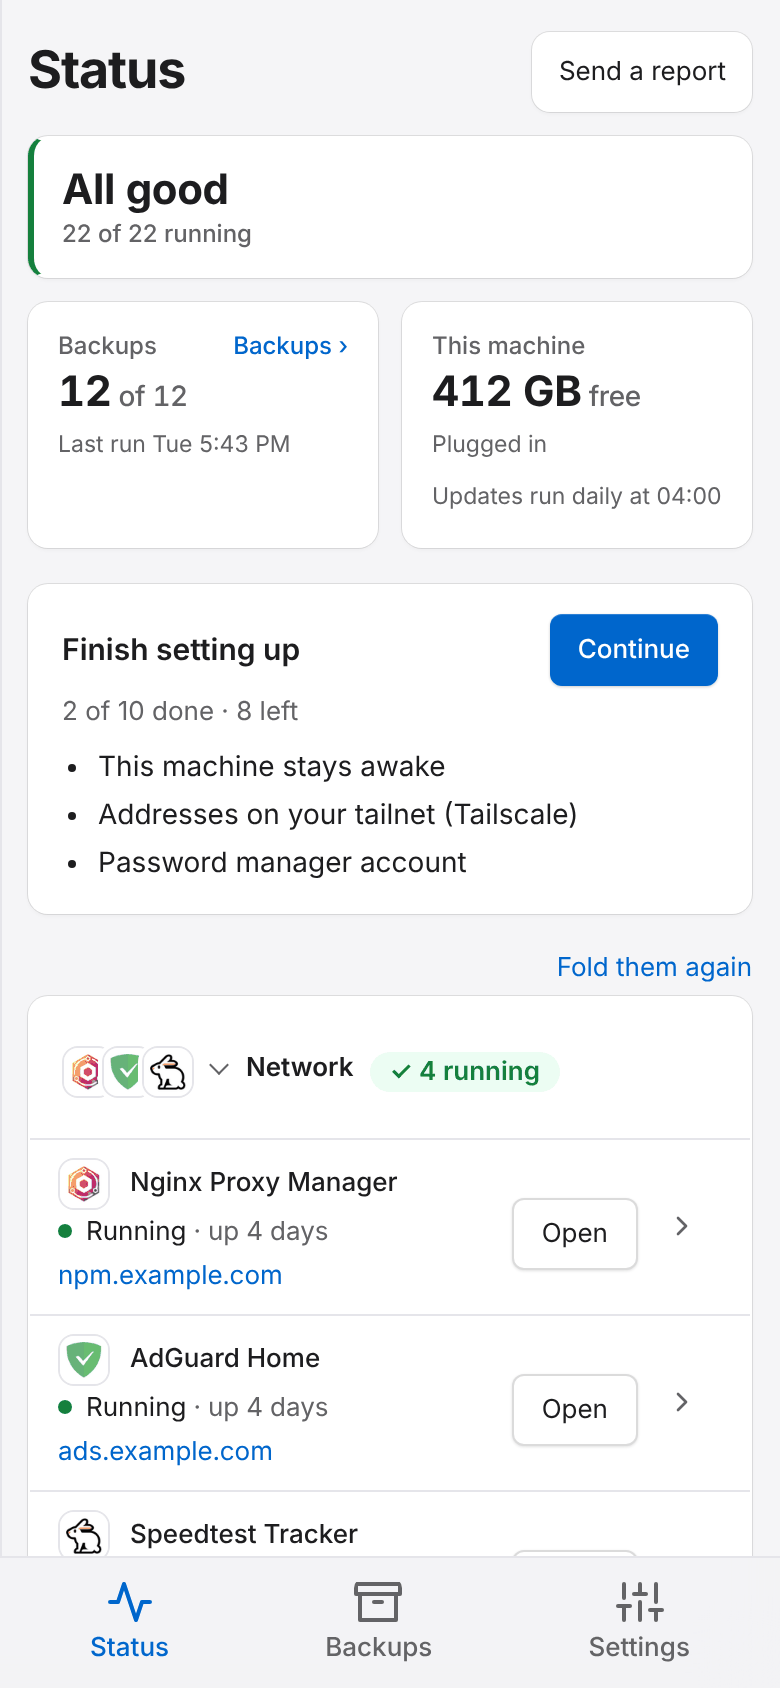 Status
Send a report
All good
22 of 22 running
Backups
Backups ›
12 of 12
Last run Tue 5:43 PM
This machine
412 GB free
Plugged in
Updates run daily at 04:00
Finish setting up
Continue
2 of 10 done · 8 left
• This machine stays awake
• Addresses on your tailnet (Tailscale)
• Password manager account
Fold them again
Network
✓ 4 running
Nginx Proxy Manager
Running · up 4 days
npm.example.com
Open
AdGuard Home
Running · up 4 days
ads.example.com
Open
Speedtest Tracker
Status
Backups
Settings